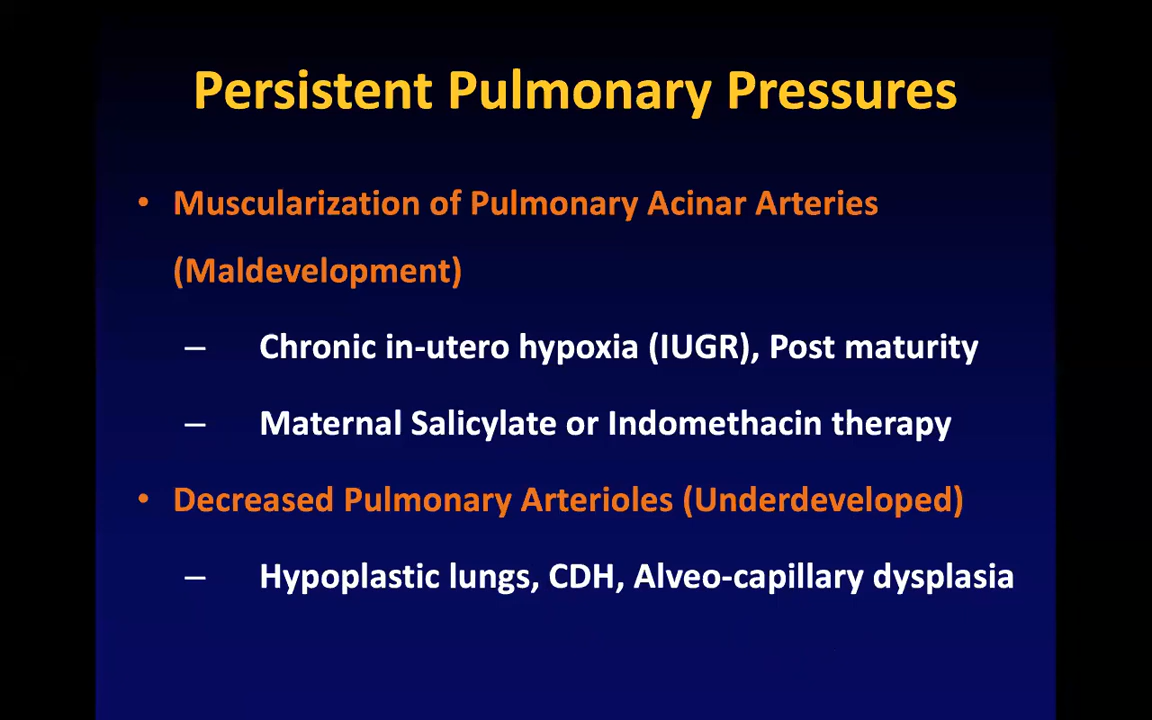 Persistent Pulmonary Pressures
• Muscularization of Pulmonary Acinar Arteries
(Maldevelopment)
– Chronic in-utero hypoxia (IUGR), Post maturity
– Maternal Salicylate or Indomethacin therapy
• Decreased Pulmonary Arterioles (Underdeveloped)
– Hypoplastic lungs, CDH, Alveo-capillary dysplasia